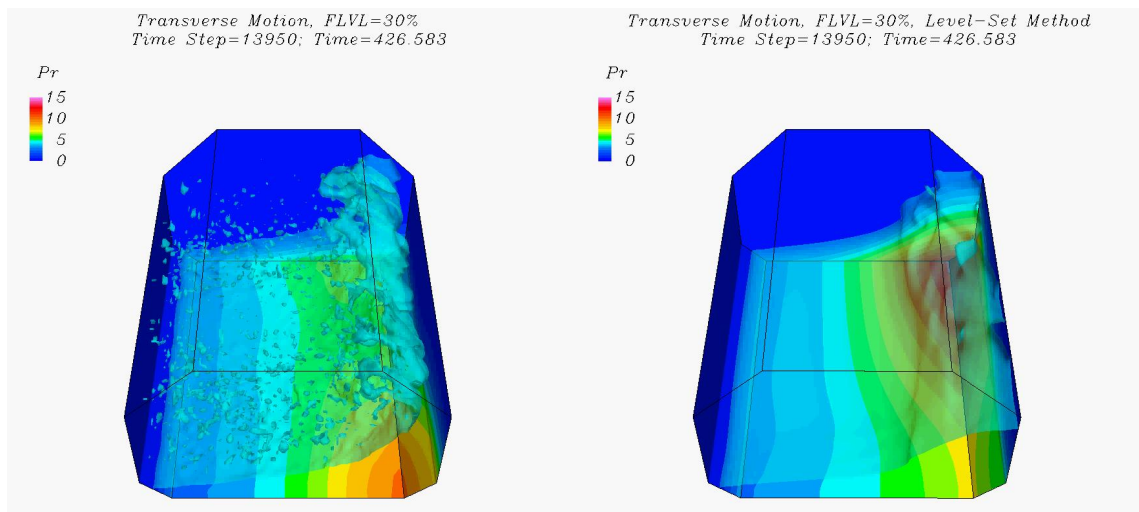 Transverse Motion, FLVL=30%
Time Step=13950; Time=426.583
Pr
15
10
5
0
Transverse Motion, FLVL=30%, Level-Set Method
Time Step=13950; Time=426.583
Pr
15
10
5
0